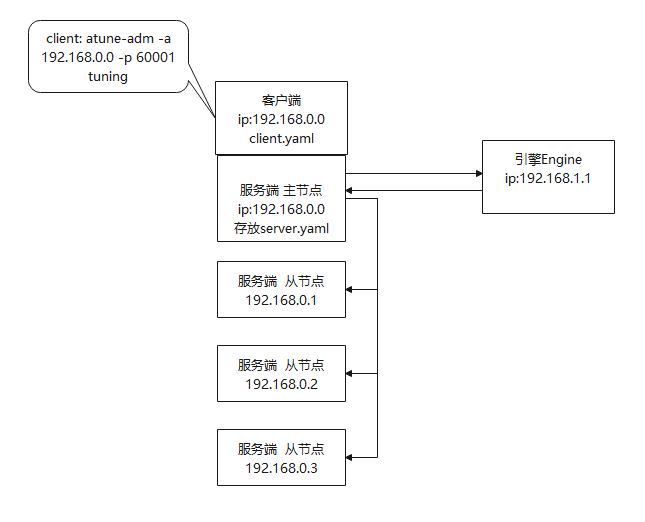 client: atune-adm -a
192.168.0.0 -p 60001
tuning
客户端
ip:192.168.0.0
client.yaml
引擎Engine
ip:192.168.1.1
服务端 主节点
ip:192.168.0.0
存放server.yaml
服务端 从节点
192.168.0.1
服务端 从节点
192.168.0.2
服务端 从节点
192.168.0.3